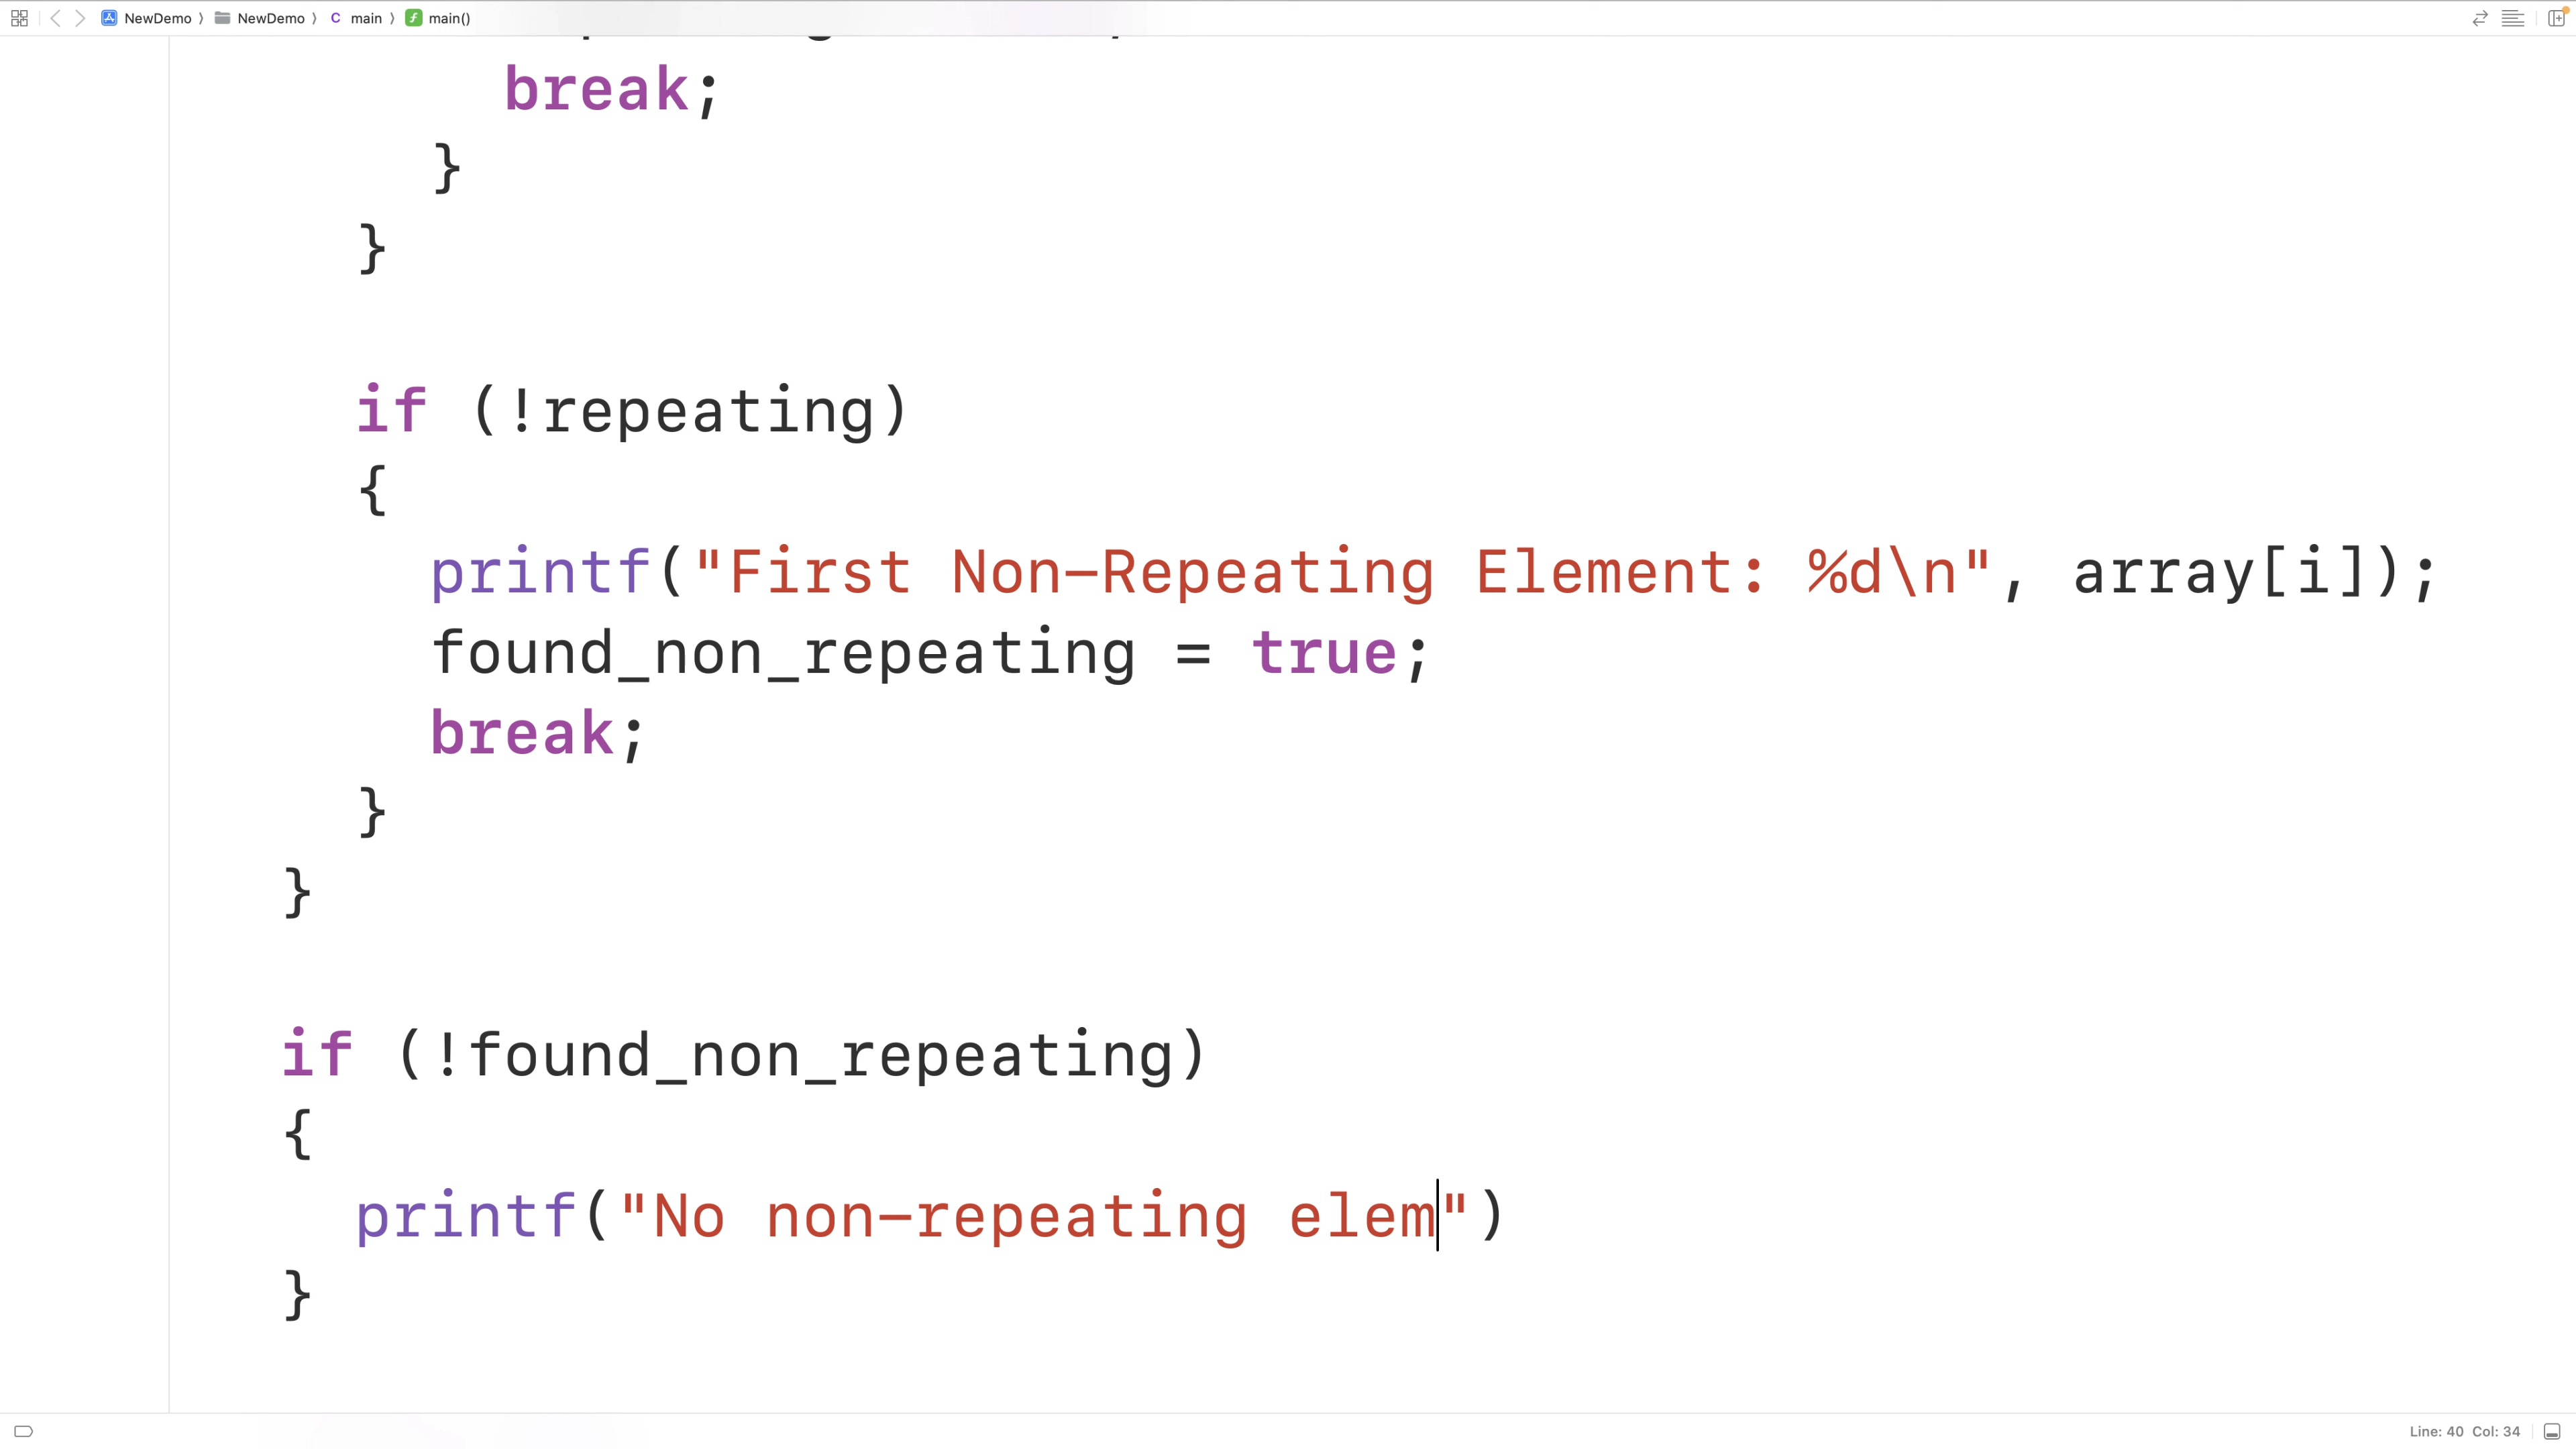 NewDemo 〉 NewDemo 〉 C main 〉 f main()
break;
}
}
if (!repeating)
{
printf("First Non-Repeating Element: %d\n", array[i]);
found_non_repeating = true;
break;
}
}
if (!found_non_repeating)
{
printf("No non-repeating elem")
}
Line: 40 Col: 34